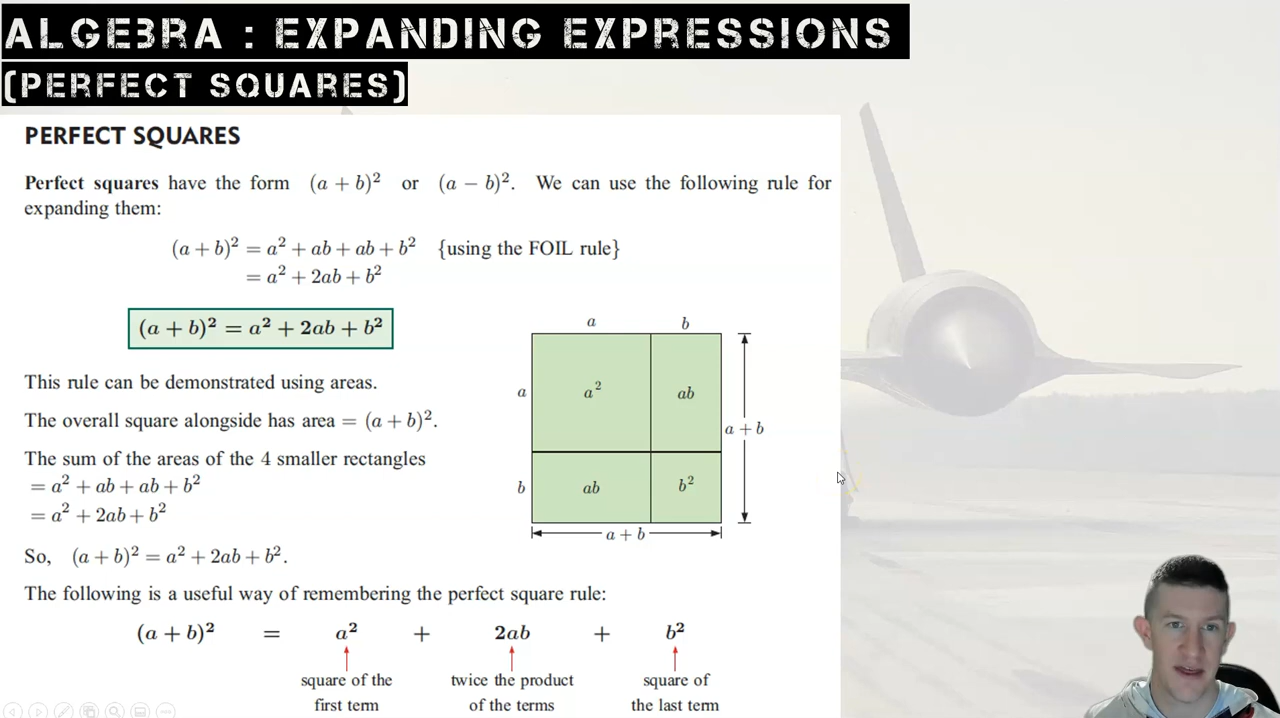 ALGEBRA : EXPANDING EXPRESSIONS
(PERFECT SQUARES)
PERFECT SQUARES
Perfect squares have the form (a + b)² or (a − b)². We can use the following rule for
expanding them:
(a + b)² = a² + ab + ab + b² {using the FOIL rule}
= a² + 2ab + b²
(a + b)² = a² + 2ab + b²
This rule can be demonstrated using areas.
The overall square alongside has area = (a + b)².
The sum of the areas of the 4 smaller rectangles
= a² + ab + ab + b²
= a² + 2ab + b²
So, (a + b)² = a² + 2ab + b².
a b
a a² ab
a + b
b ab b²
a + b
The following is a useful way of remembering the perfect square rule:
(a + b)² = a² + 2ab + b²
square of the twice the product square of
first term of the terms the last term